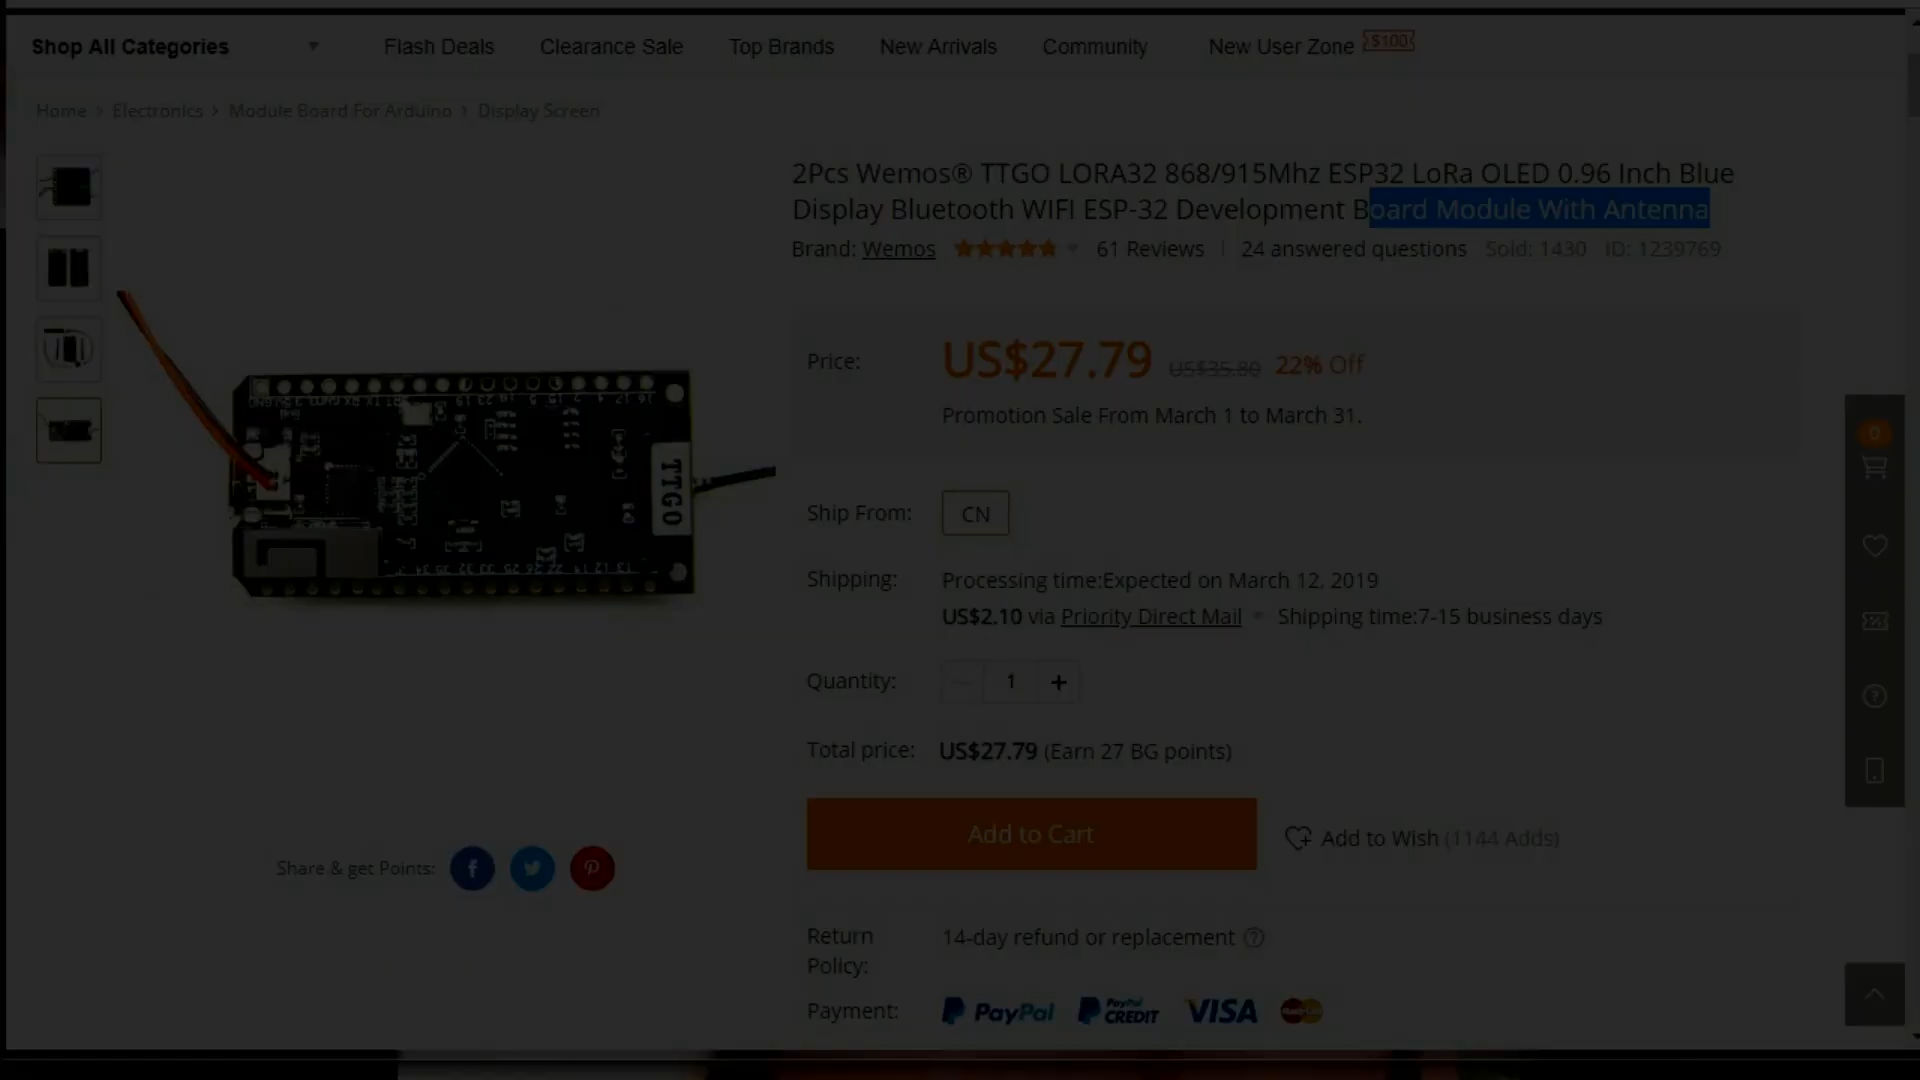 Shop All Categories
Flash Deals
Clearance Sale
Top Brands
New Arrivals
Community
New User Zone
$100
Home > Electronics > Module Board For Arduino > Display Screen
2Pcs Wemos® TTGO LORA32 868/915Mhz ESP32 LoRa OLED 0.96 Inch Blue
Display Bluetooth WIFI ESP-32 Development Board Module With Antenna
Brand: Wemos
61 Reviews
24 answered questions
Sold: 1430
ID: 1239769
Price:
US$27.79
US$35.80
22% Off
Promotion Sale From March 1 to March 31.
TTGO
Ship From:
CN
Shipping:
Processing time:Expected on March 12, 2019
US$2.10 via Priority Direct Mail
Shipping time:7-15 business days
Quantity:
1
+
Total price:
US$27.79 (Earn 27 BG points)
Add to Cart
Add to Wish (1144 Adds)
Share & get Points:
Return
Policy:
14-day refund or replacement
Payment:
PayPal
PayPal
CREDIT
VISA
MasterCard
0